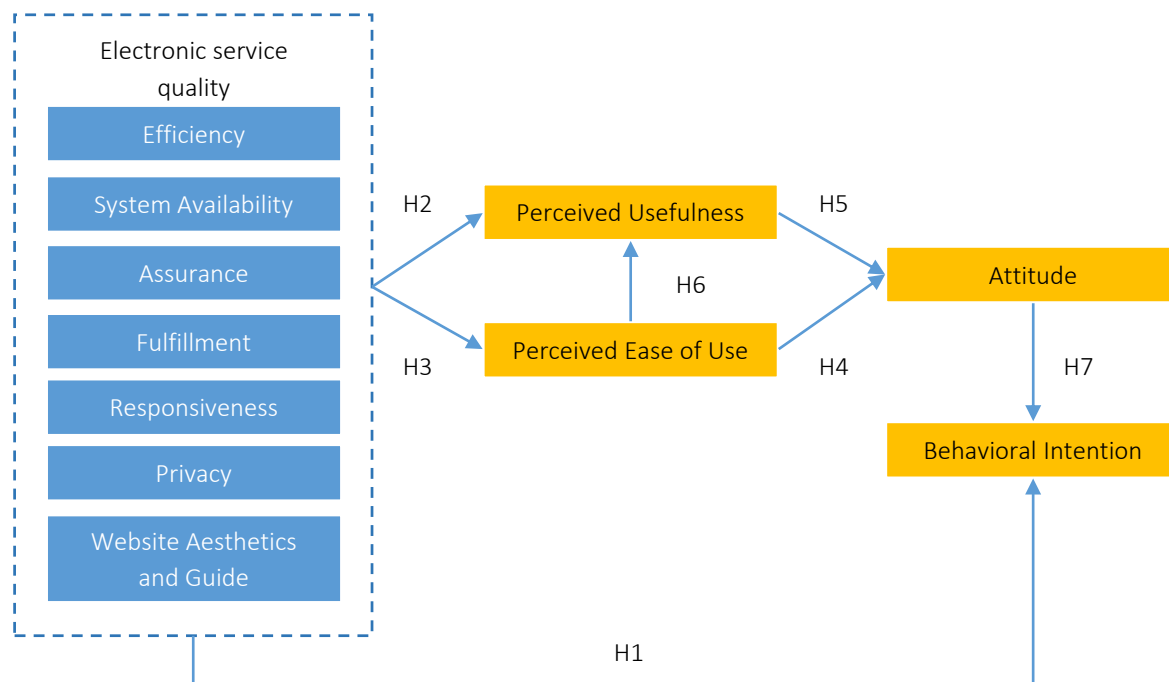 Electronic service
quality
Efficiency
System Availability
Assurance
Fulfillment
Responsiveness
Privacy
Website Aesthetics
and Guide
H2
H3
Perceived Usefulness
H6
Perceived Ease of Use
H5
H4
Attitude
H7
Behavioral Intention
H1